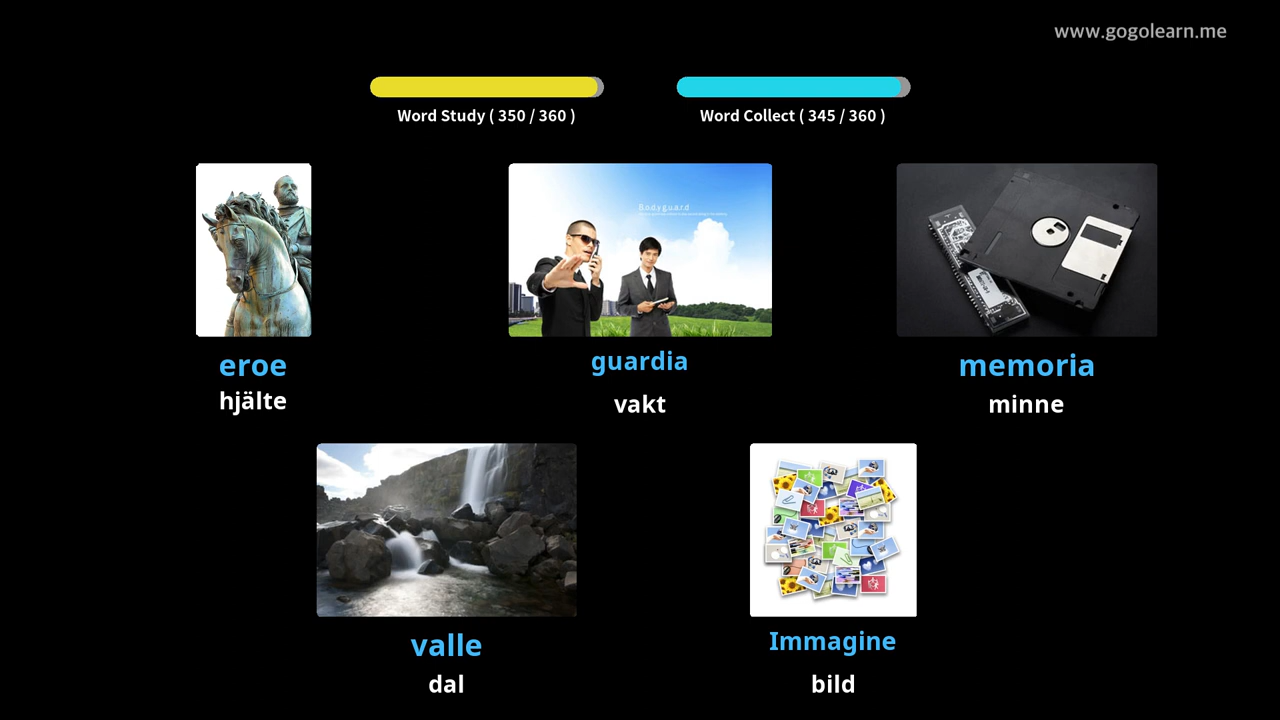 www.gogolearn.me
Word Study ( 350 / 360 )
Word Collect ( 345 / 360 )
Bodyguard
eroe
hjälte
guardia
vakt
memoria
minne
valle
dal
Immagine
bild